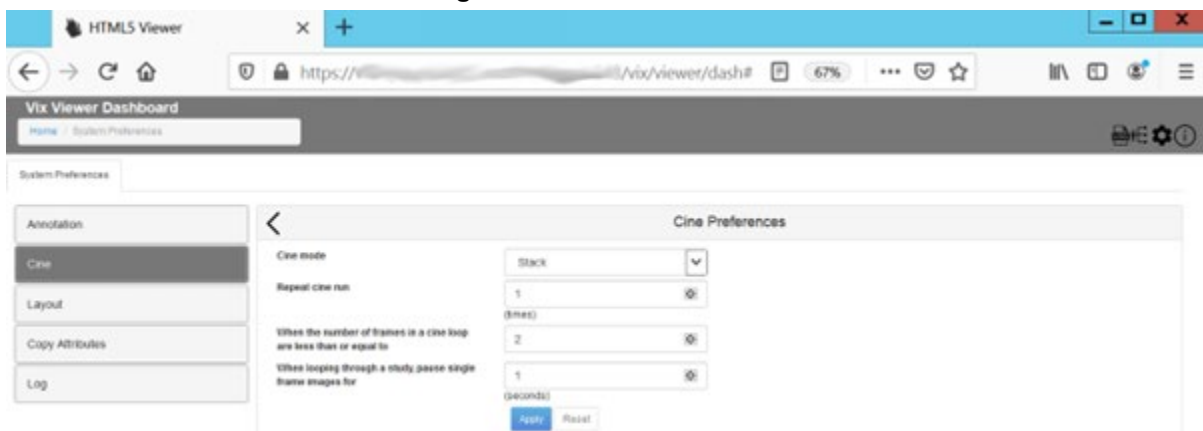 HTML5 Viewer
https://
/vix/viewer/dash#
67%
Vix Viewer Dashboard
Home / System Preferences
System Preferences
Annotation
Cine
Layout
Copy Attributes
Log
Cine Preferences
Cine mode
Stack
Repeat cine run
1
(times)
When the number of frames in a cine loop
are less than or equal to
2
When looping through a study, pause single
frame images for
1
(seconds)
Apply Reset